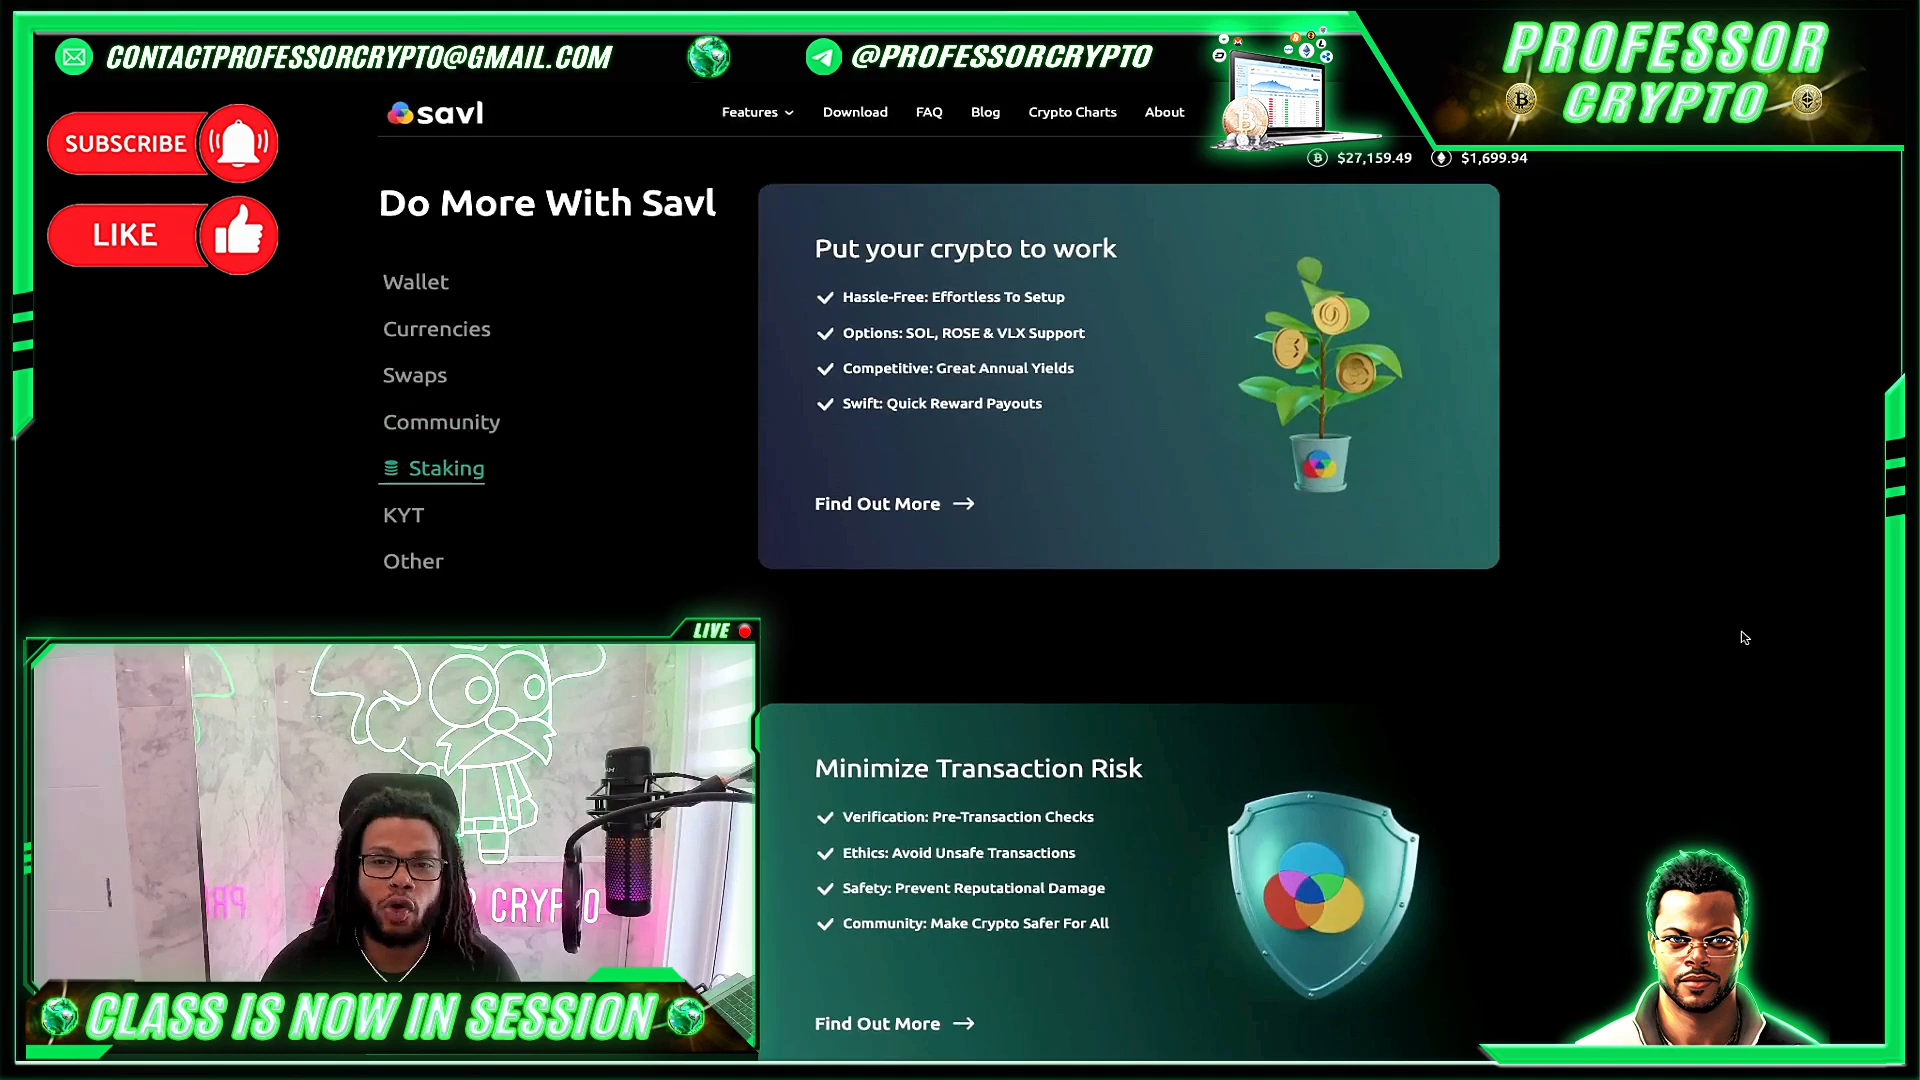 CONTACTPROFESSORCRYPTO@GMAIL.COM
@PROFESSORCRYPTO
PROFESSOR
CRYPTO
SUBSCRIBE
LIKE
savl
Features
Download
FAQ
Blog
Crypto Charts
About
$27,159.49
$1,699.94
Do More With Savl
Wallet
Currencies
Swaps
Community
Staking
KYT
Other
Put your crypto to work
Hassle-Free: Effortless To Setup
Options: SOL, ROSE & VLX Support
Competitive: Great Annual Yields
Swift: Quick Reward Payouts
Find Out More
LIVE
CRYPTO
Minimize Transaction Risk
Verification: Pre-Transaction Checks
Ethics: Avoid Unsafe Transactions
Safety: Prevent Reputational Damage
Community: Make Crypto Safer For All
Find Out More
CLASS IS NOW IN SESSION